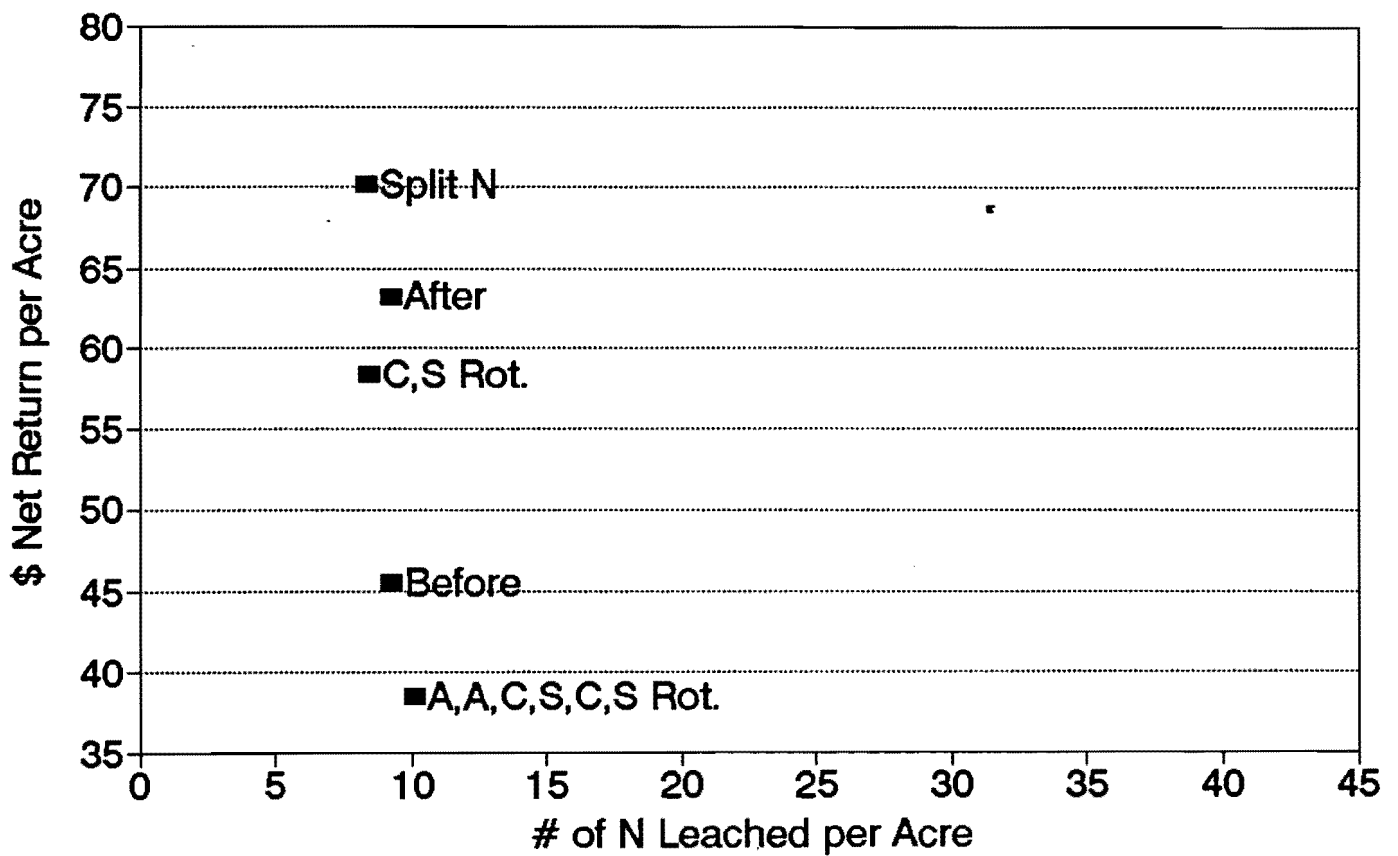 80
75
70
65
60
55
50
45
40
35
$ Net Return per Acre
Split N
After
C,S Rot.
Before
A,A,C,S,C,S Rot.
0 5 10 15 20 25 30 35 40 45
# of N Leached per Acre